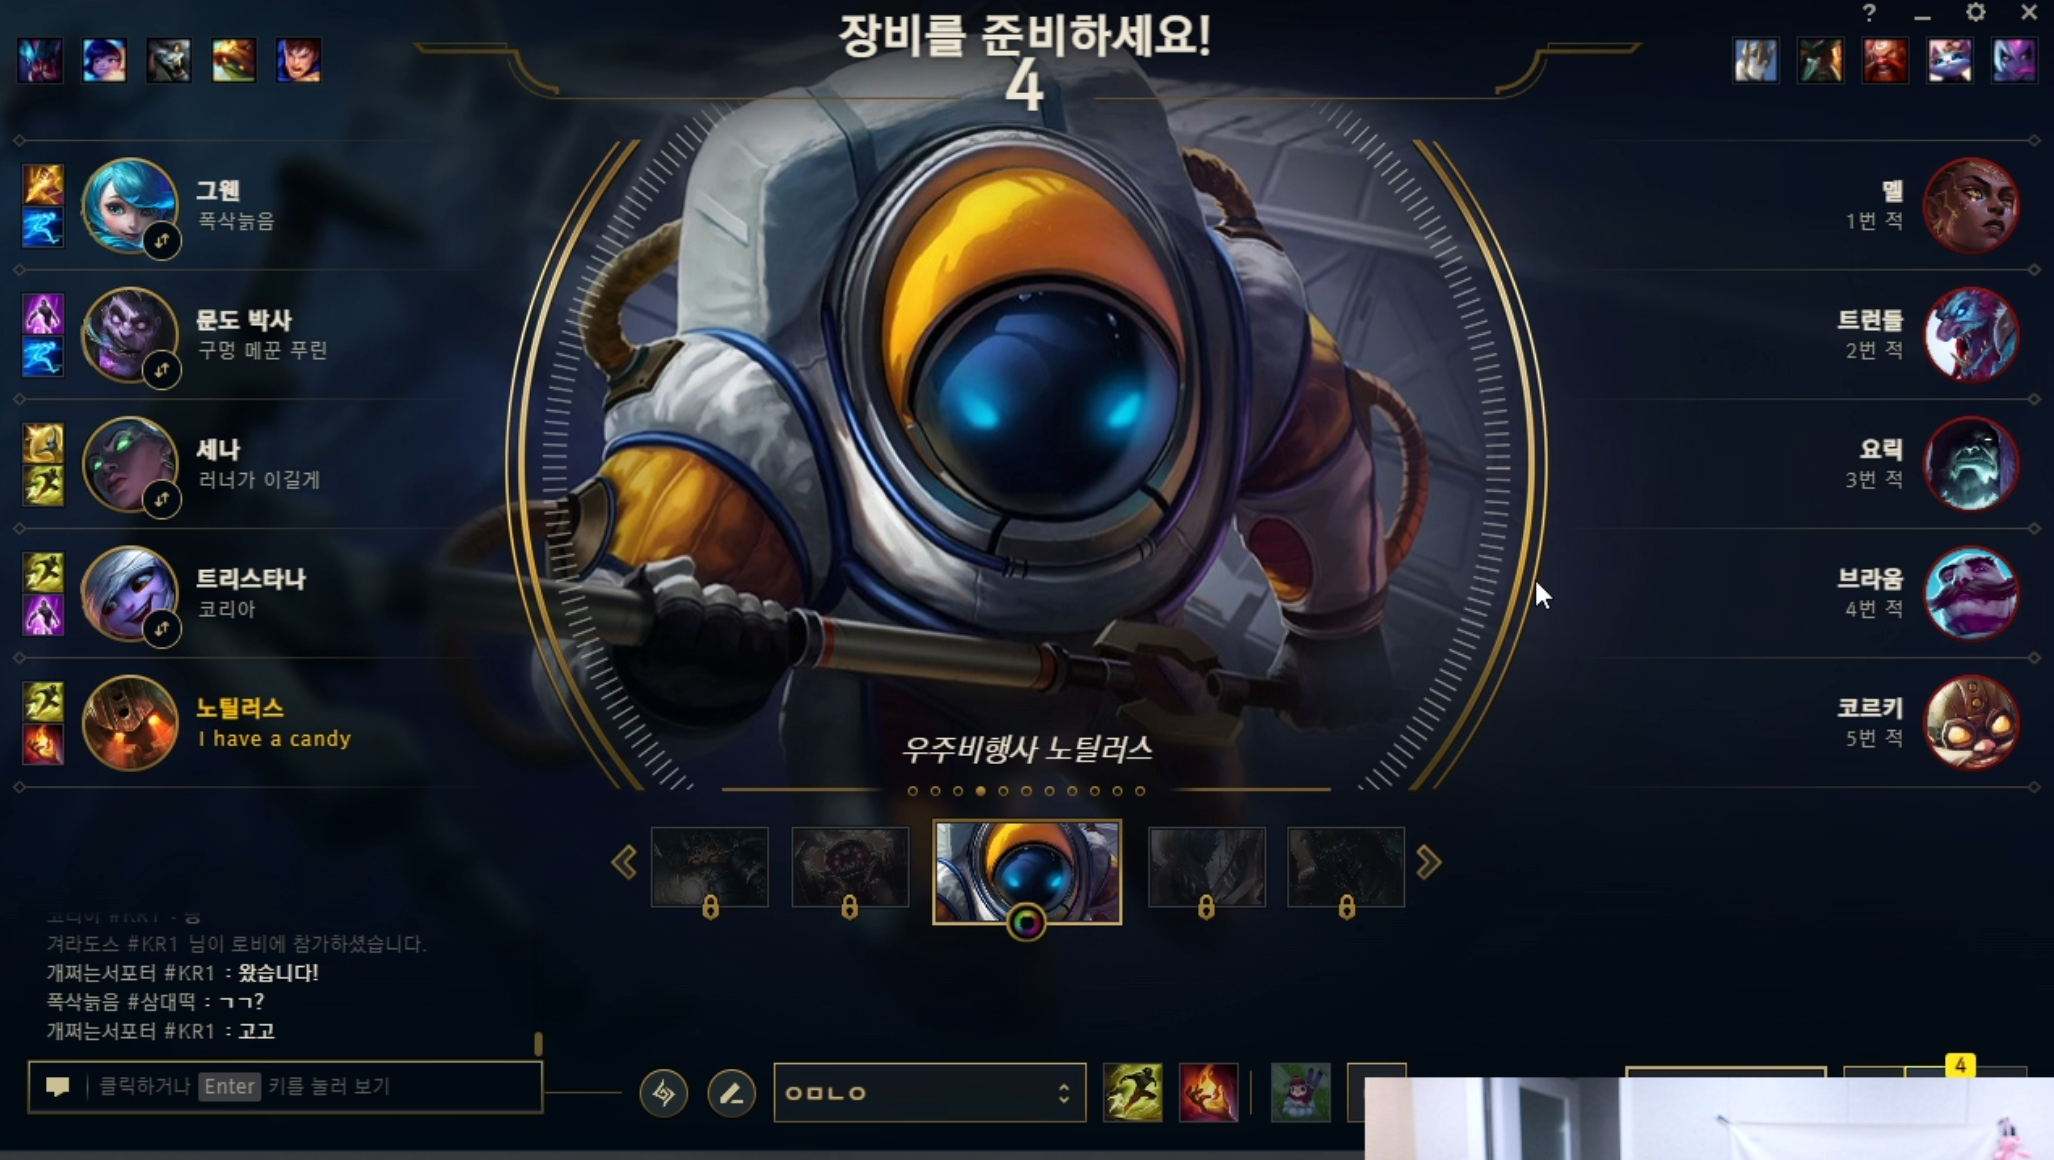 장비를 준비하세요!
4
그웬
폭삭늙음
문도 박사
구멍 메꾼 푸린
세나
러너가 이길게
트리스타나
코리아
노틸러스
I have a candy
멜
1번 적
트런들
2번 적
요릭
3번 적
브라움
4번 적
코르키
5번 적
우주비행사 노틸러스
코리아 #KR1 : 넹
겨라도스 #KR1 님이 로비에 참가하셨습니다.
개쩌는서포터 #KR1 : 왔습니다!
폭삭늙음 #삼대떡 : ㄱㄱ?
개쩌는서포터 #KR1 : 고고
클릭하거나 Enter 키를 눌러 보기
ㅇㅁㄴㅇ
4